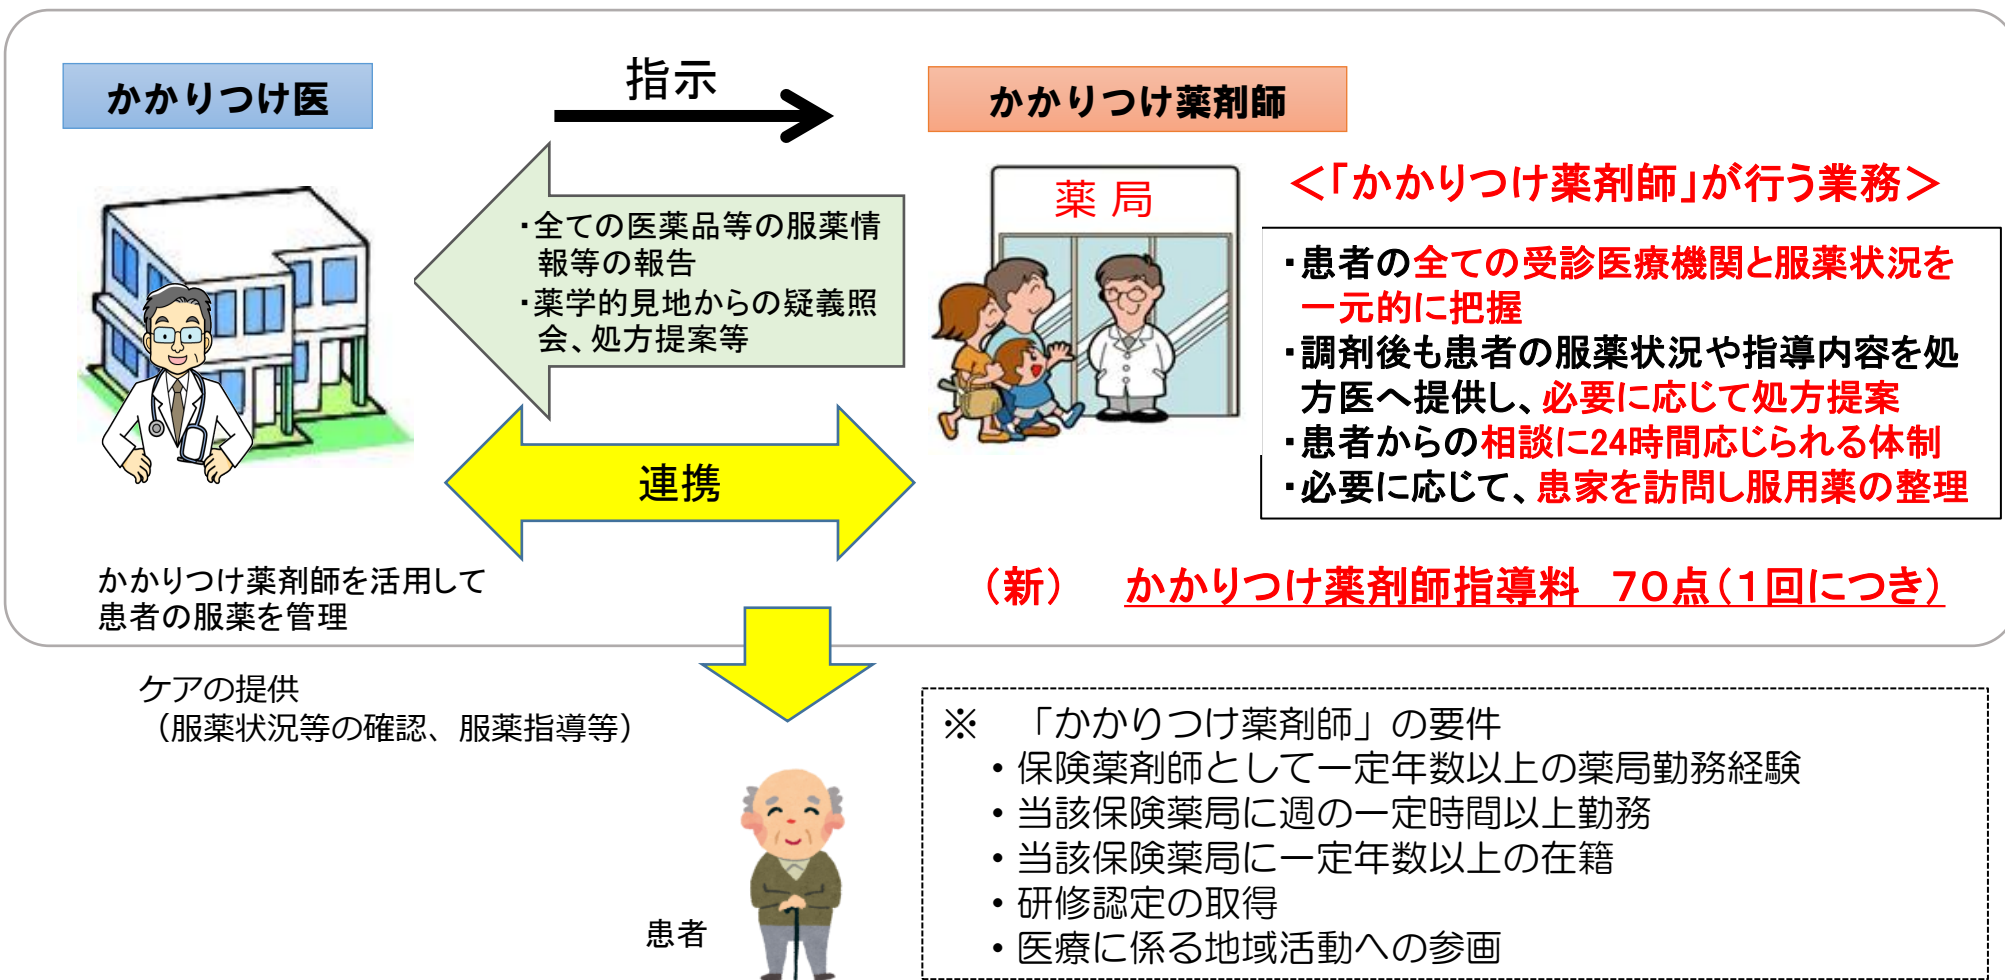 かかりつけ医
指示
かかりつけ薬剤師
・全ての医薬品等の服薬情
報等の報告
・薬学的見地からの疑義照
会、処方提案等
薬 局
＜「かかりつけ薬剤師」が行う業務＞
・患者の全ての受診医療機関と服薬状況を
一元的に把握
・調剤後も患者の服薬状況や指導内容を処
方医へ提供し、必要に応じて処方提案
・患者からの相談に24時間応じられる体制
・必要に応じて、患家を訪問し服用薬の整理
連携
かかりつけ薬剤師を活用して
患者の服薬を管理
（新）　かかりつけ薬剤師指導料　７０点（１回につき）
ケアの提供
（服薬状況等の確認、服薬指導等）
患者
※　「かかりつけ薬剤師」の要件
・保険薬剤師として一定年数以上の薬局勤務経験
・当該保険薬局に週の一定時間以上勤務
・当該保険薬局に一定年数以上の在籍
・研修認定の取得
・医療に係る地域活動への参画